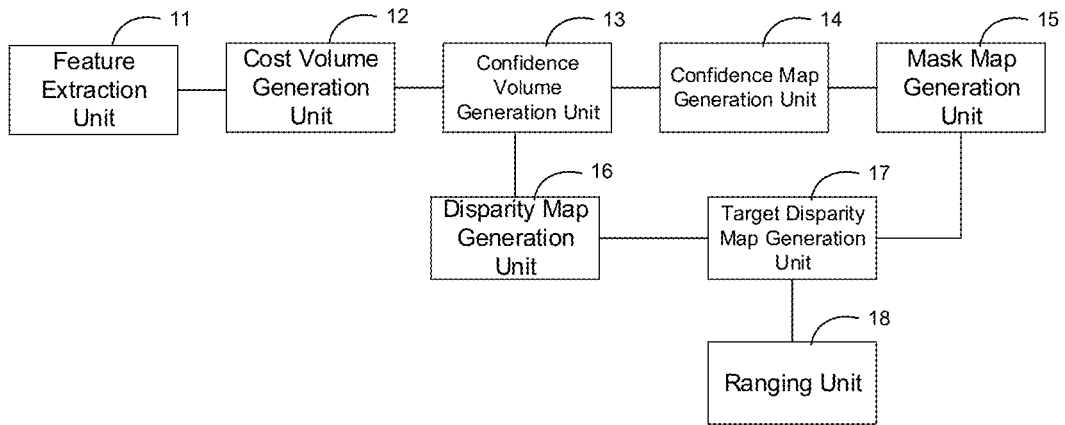 11
Feature
Extraction
Unit
12
Cost Volume
Generation
Unit
13
Confidence
Volume
Generation Unit
14
Confidence Map
Generation Unit
15
Mask Map
Generation
Unit
16
Disparity Map
Generation
Unit
17
Target Disparity
Map Generation
Unit
18
Ranging Unit